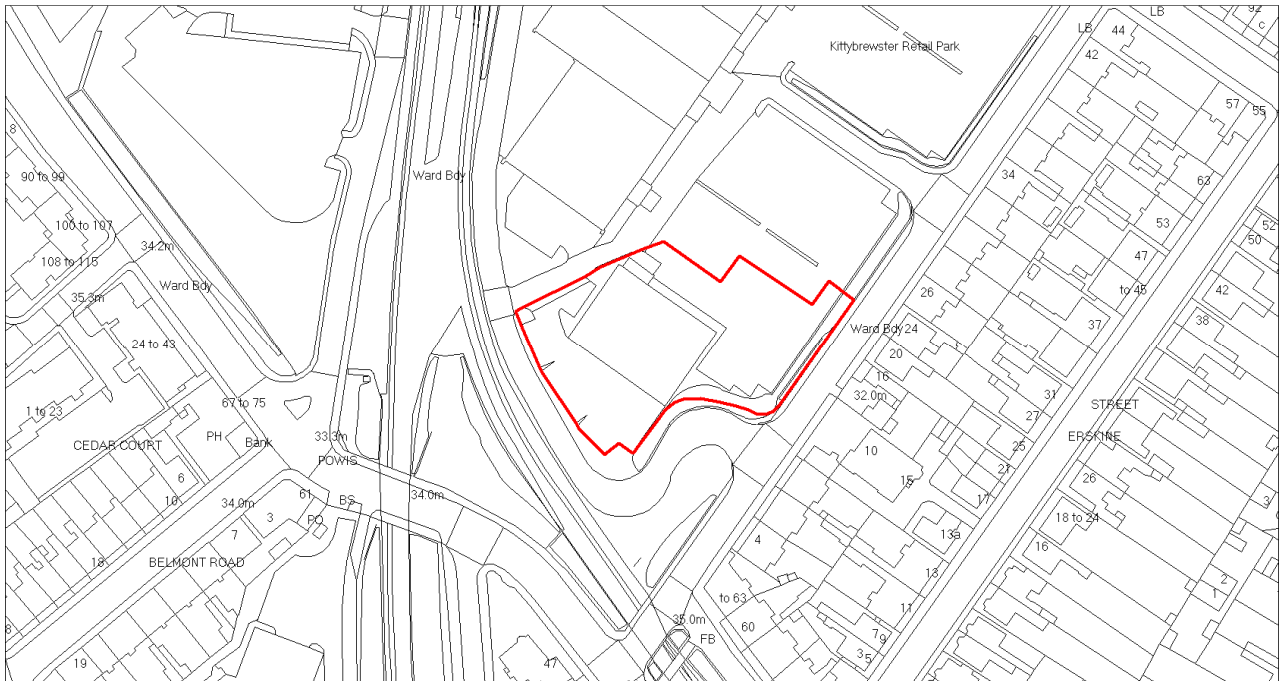 LB
92
c
LB
44
Kittybrewster Retail Park
42
57
55
8
Ward Bdy
90 to 99
34
63
100 to 107
53
52
34.2m
50
108 to 115
47
Ward Bdy
to 45
42
35.3m
26
37
38
Ward Bdy
24
24 to 43
20
16
31
32.0m
67 to 75
1 to 23
27
STREET
PH
Bank
33.3m
CEDAR COURT
25
ERSKINE
10
POWIS
21
6
15
26
10
61
BS
34.0m
17
3
34.0m
PO
18 to 24
3
7
13a
4
16
18
BELMONT ROAD
13
2
1
to 63
11
35.0m
60
8
7
9
FB
3
5
19
47